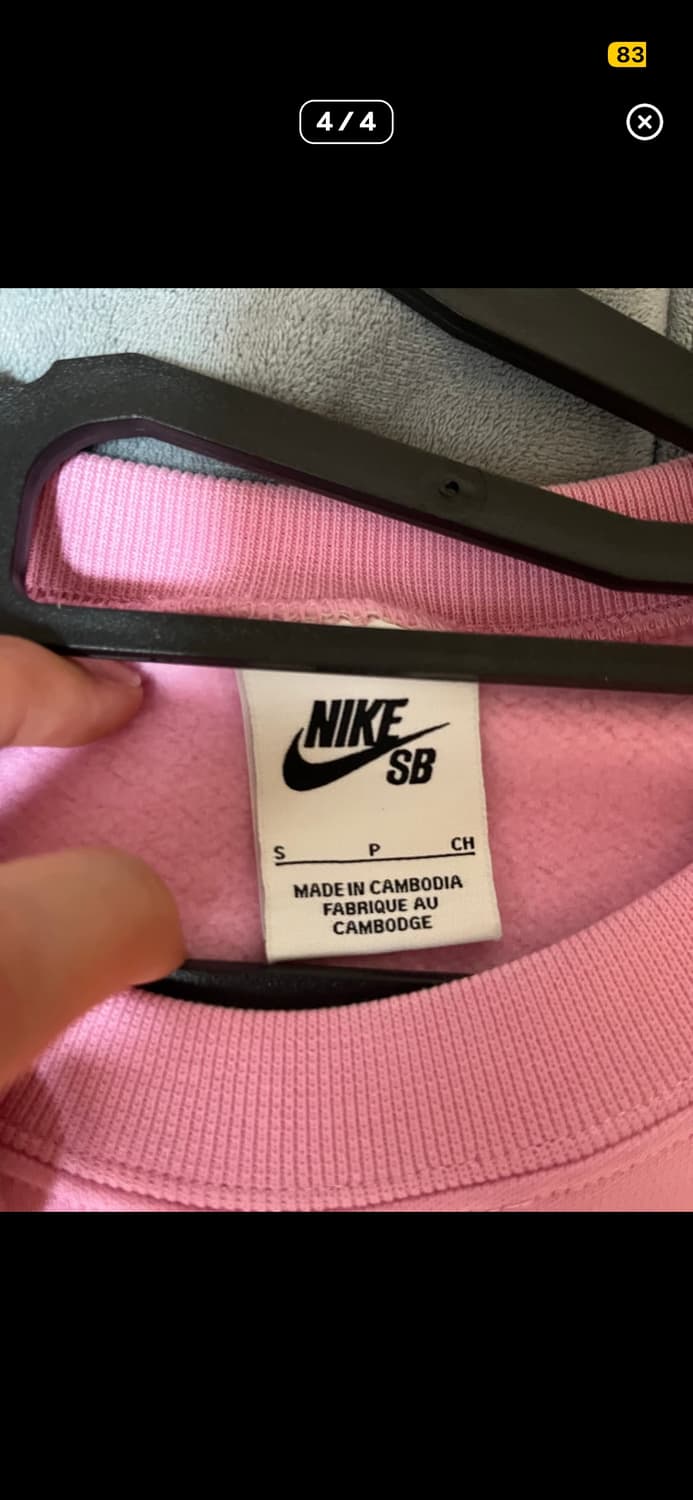 83
4/4
NIKE
SB
S P CH
MADE IN CAMBODIA
FABRIQUE AU
CAMBODGE